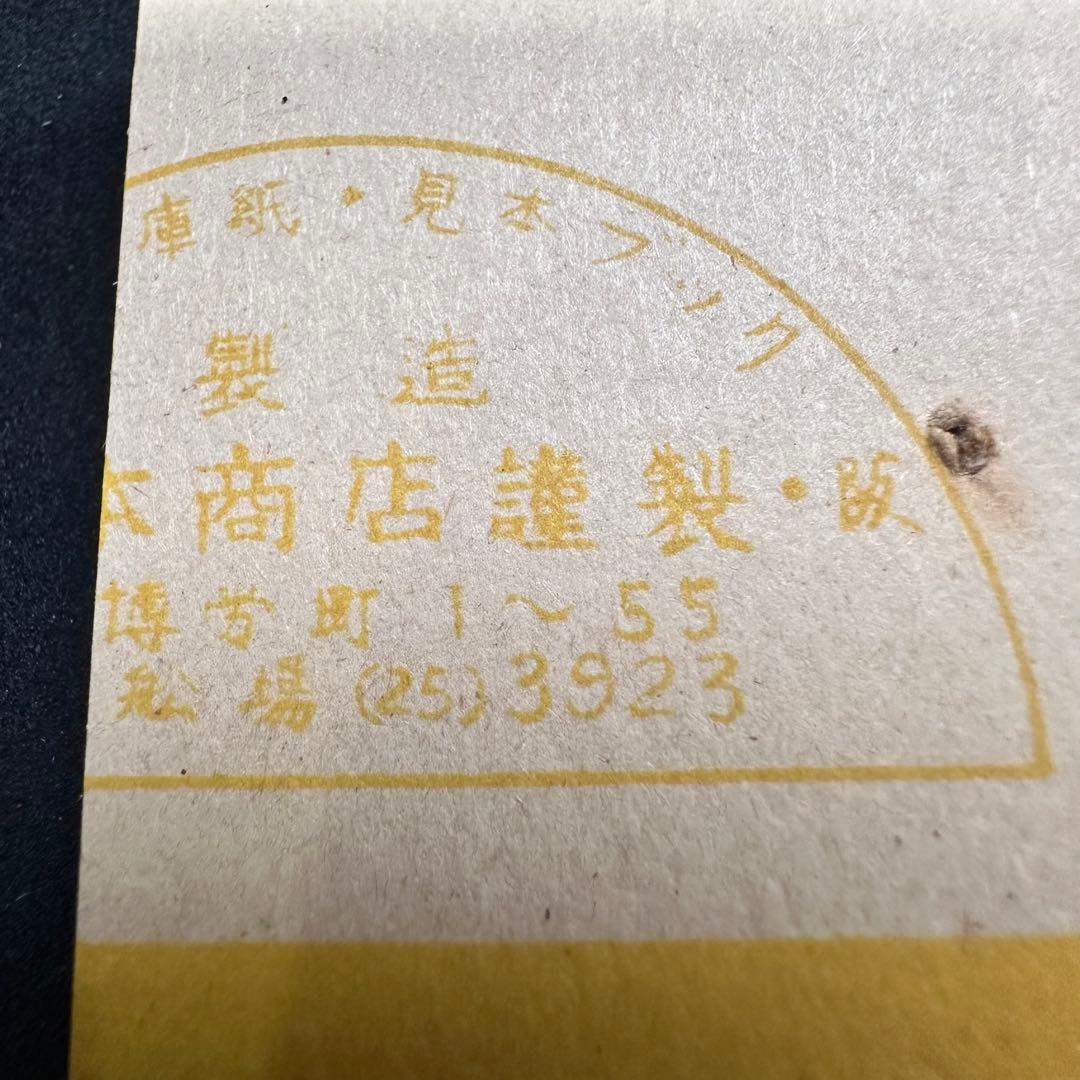 庫紙・見本ブック
製造
本商店謹製・阪
博労町1〜55
船場(25)3923